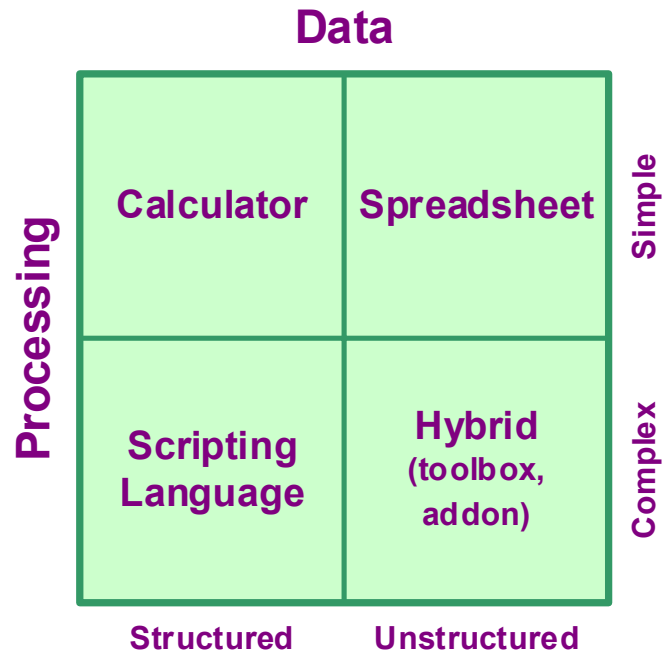 Data
Processing
Calculator
Spreadsheet
Simple
Scripting
Language
Hybrid
(toolbox,
addon)
Complex
Structured
Unstructured